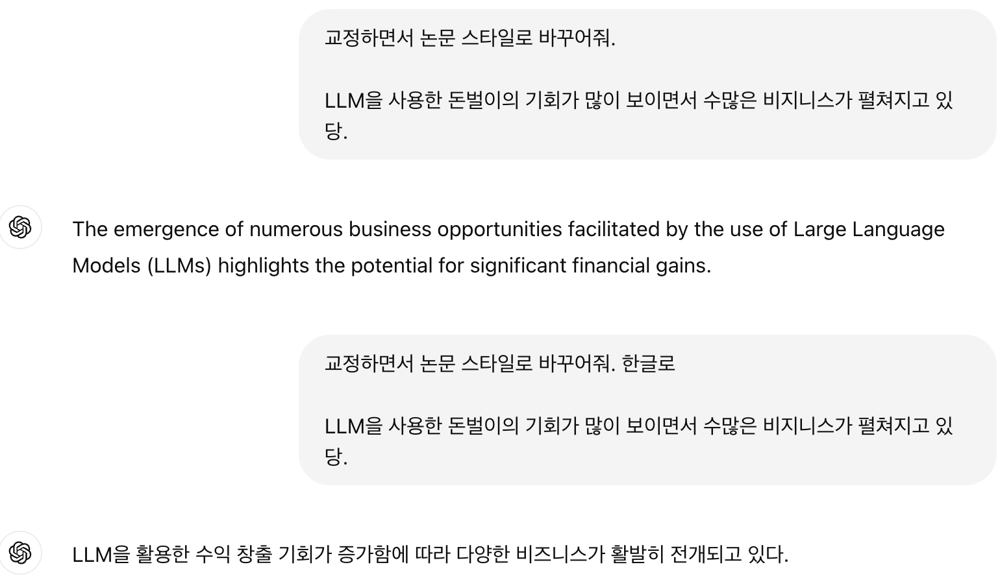 교정하면서 논문 스타일로 바꾸어줘.
LLM을 사용한 돈벌이의 기회가 많이 보이면서 수많은 비지니스가 펼쳐지고 있
당.
The emergence of numerous business opportunities facilitated by the use of Large Language
Models (LLMs) highlights the potential for significant financial gains.
교정하면서 논문 스타일로 바꾸어줘. 한글로
LLM을 사용한 돈벌이의 기회가 많이 보이면서 수많은 비지니스가 펼쳐지고 있
당.
LLM을 활용한 수익 창출 기회가 증가함에 따라 다양한 비즈니스가 활발히 전개되고 있다.